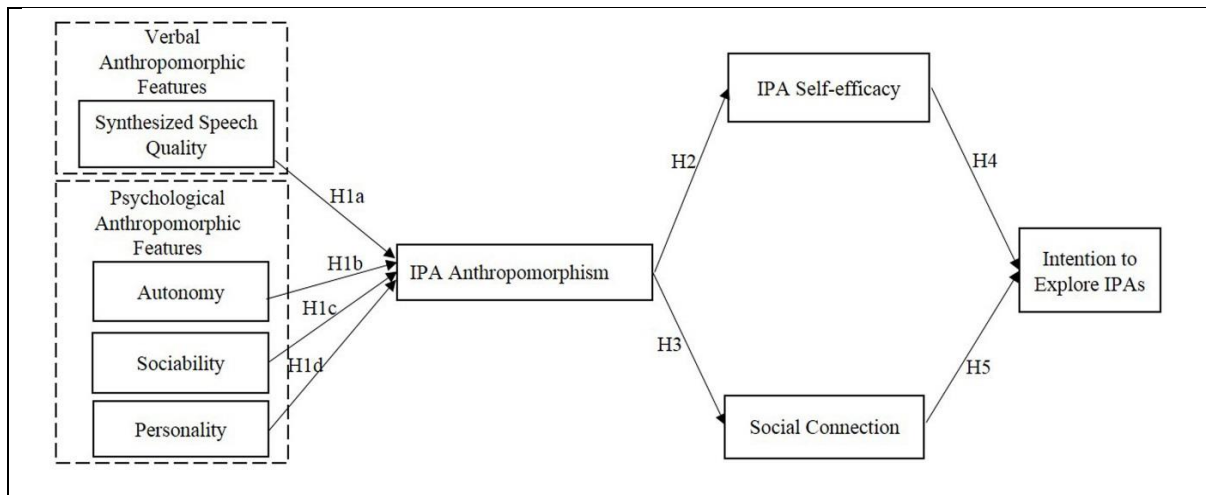 Verbal
Anthropomorphic
Features
Synthesized Speech
Quality
Psychological
Anthropomorphic
Features
Autonomy
Sociability
Personality
H1a
H1b
H1c
H1d
IPA Anthropomorphism
H2
H3
IPA Self-efficacy
Social Connection
H4
H5
Intention to
Explore IPAs